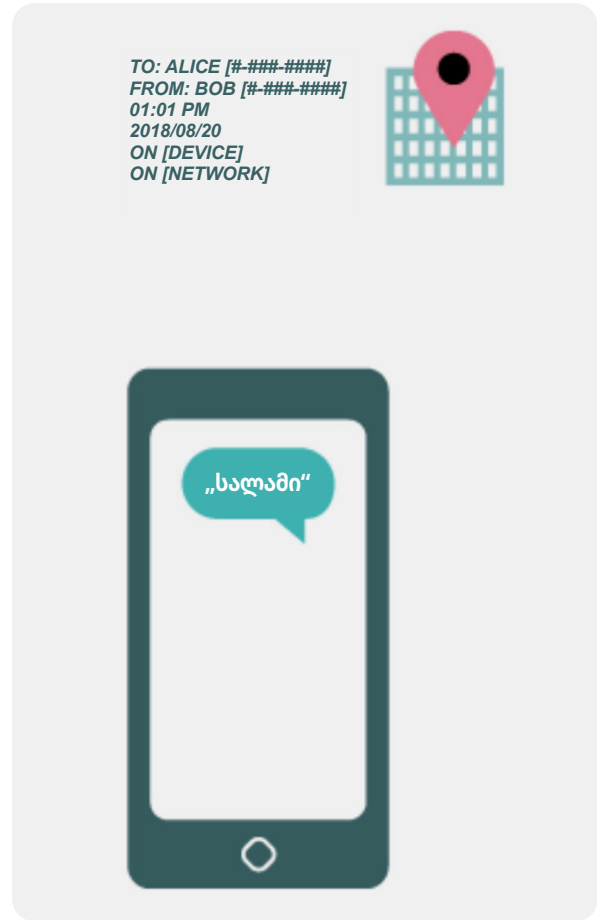 TO: ALICE [#-###-####]
FROM: BOB [#-###-####]
01:01 PM
2018/08/20
ON [DEVICE]
ON [NETWORK]
„სალამი“